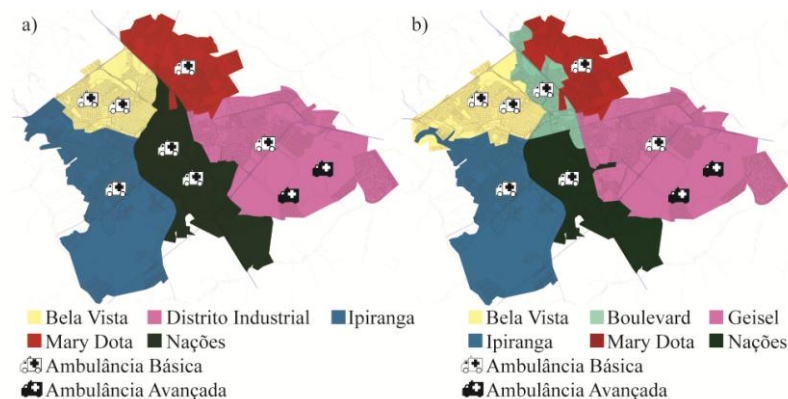 a)
b)
Bela Vista Distrito Industrial Ipiranga
Mary Dota Nações
Ambulância Básica
Ambulância Avançada
Bela Vista Boulevard Geisel
Ipiranga Mary Dota Nações
Ambulância Básica
Ambulância Avançada